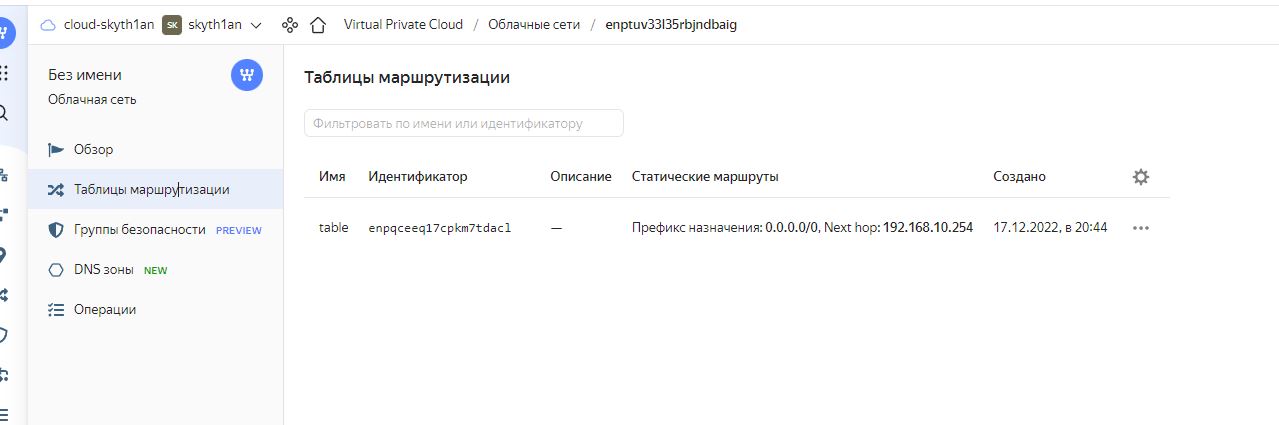 cloud-skyth1an SK skyth1an Virtual Private Cloud / Облачные сети / enptuv33l35rbjndbaig
Без имени
Облачная сеть
Обзор
Таблицы маршрутизации
Группы безопасности PREVIEW
DNS зоны NEW
Операции
Таблицы маршрутизации
Фильтровать по имени или идентификатору
Имя Идентификатор Описание Статические маршруты Создано
table enpqceeq17cpkm7tdacl — Префикс назначения: 0.0.0.0/0, Next hop: 192.168.10.254 17.12.2022, в 20:44